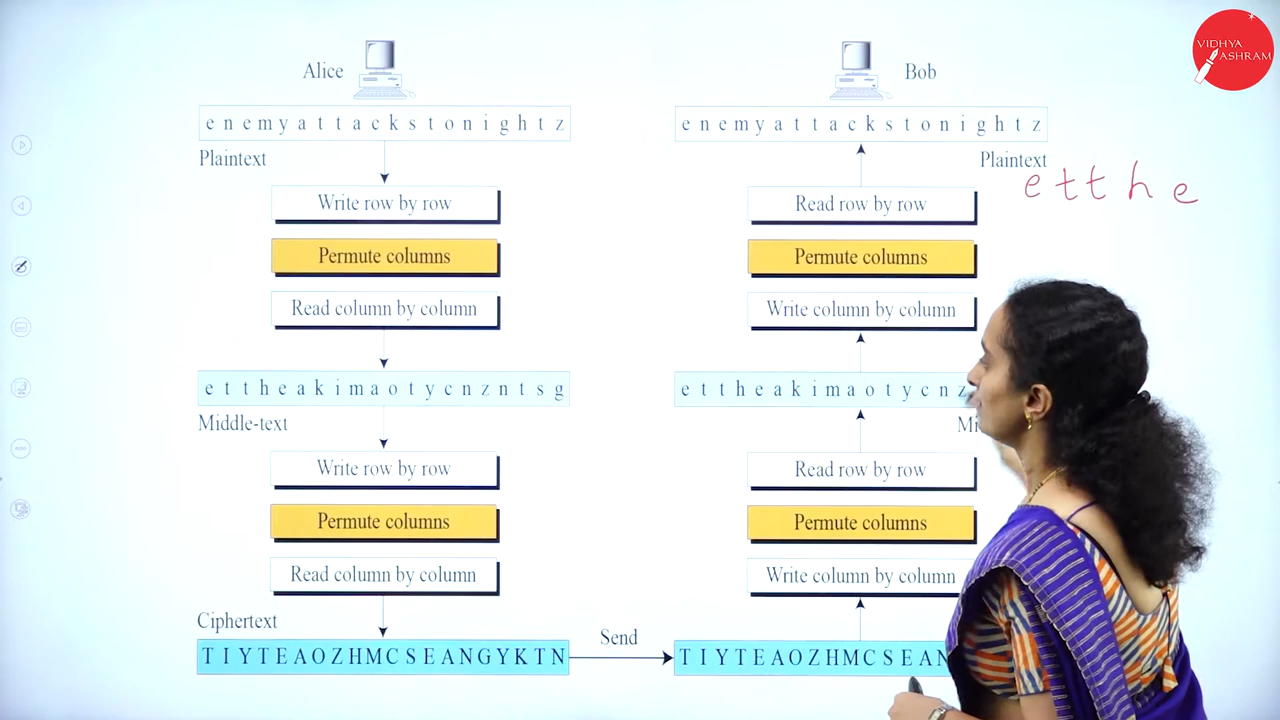 VIDHYA
ASHRAM
Alice
e n e m y a t t a c k s t o n i g h t z
Plaintext
Write row by row
Permute columns
Read column by column
e t t h e a k i m a o t y c n z n t s g
Middle-text
Write row by row
Permute columns
Read column by column
Ciphertext
T I Y T E A O Z H M C S E A N G Y K T N
Send
Bob
e n e m y a t t a c k s t o n i g h t z
Plaintext
e t t h e
Read row by row
Permute columns
Write column by column
e t t h e a k i m a o t y c n z
Mi
Read row by row
Permute columns
Write column by column
T I Y T E A O Z H M C S E A N